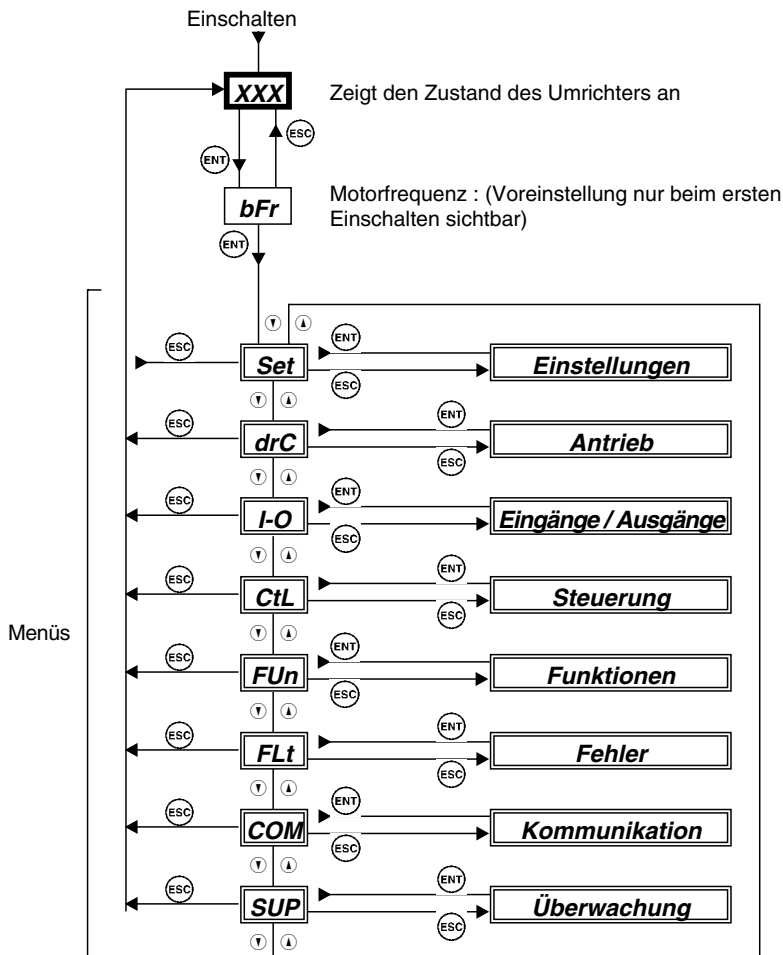 Einschalten
XXX Zeigt den Zustand des Umrichters an
ESC
ENT
bFr Motorfrequenz : (Voreinstellung nur beim ersten
Einschalten sichtbar)
ENT
Menüs
ESC Set ENT Einstellungen
ESC
ESC drC ENT Antrieb
ESC
ESC I-O ENT Eingänge / Ausgänge
ESC
ESC CtL ENT Steuerung
ESC
ESC FUn ENT Funktionen
ESC
ESC FLt ENT Fehler
ESC
ESC COM ENT Kommunikation
ESC
ESC SUP ENT Überwachung
ESC